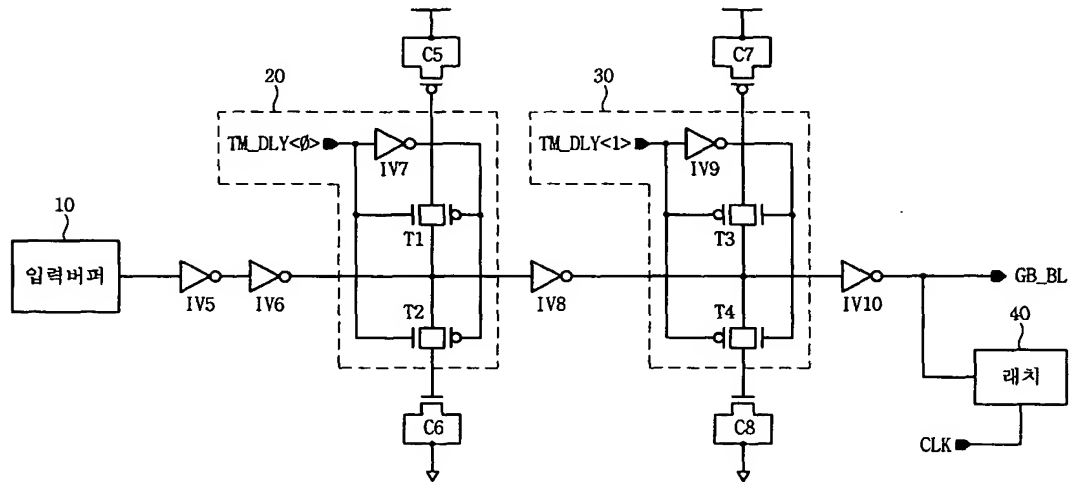 C5
C7
20
30
TM_DLY<0>
IV7
TM_DLY<1>
IV9
10
T1
T3
입력버퍼
IV5
IV6
IV8
IV10
GB_BL
T2
T4
40
래치
C6
C8
CLK